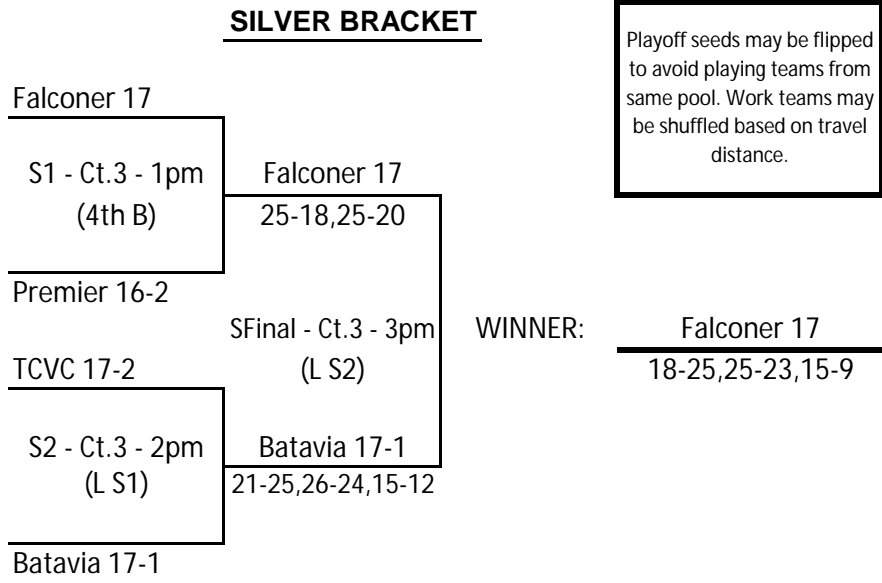 SILVER BRACKET
Playoff seeds may be flipped
to avoid playing teams from
same pool. Work teams may
be shuffled based on travel
distance.
Falconer 17
S1 - Ct.3 - 1pm
(4th B)
Falconer 17
25-18,25-20
Premier 16-2
SFinal - Ct.3 - 3pm
(L S2)
WINNER:
Falconer 17
18-25,25-23,15-9
TCVC 17-2
S2 - Ct.3 - 2pm
(L S1)
Batavia 17-1
21-25,26-24,15-12
Batavia 17-1